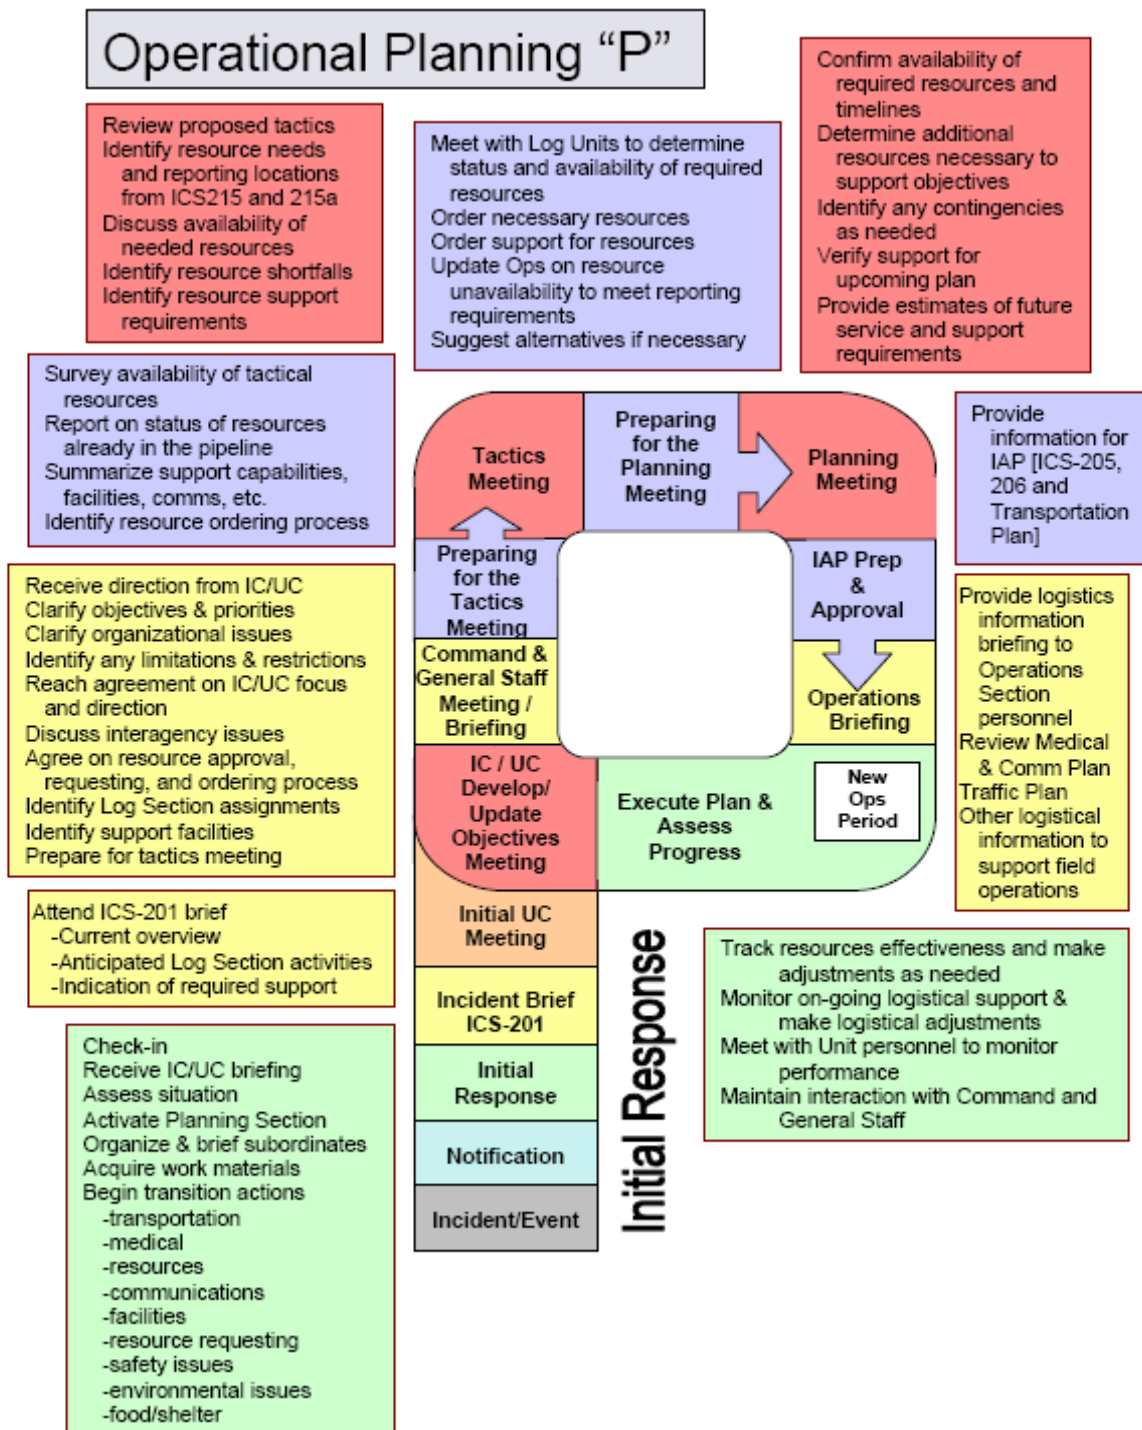 Operational Planning “P”
Review proposed tactics
Identify resource needs
and reporting locations
from ICS215 and 215a
Discuss availability of
needed resources
Identify resource shortfalls
Identify resource support
requirements
Meet with Log Units to determine
status and availability of required
resources
Order necessary resources
Order support for resources
Update Ops on resource
unavailability to meet reporting
requirements
Suggest alternatives if necessary
Confirm availability of
required resources and
timelines
Determine additional
resources necessary to
support objectives
Identify any contingencies
as needed
Verify support for
upcoming plan
Provide estimates of future
service and support
requirements
Survey availability of tactical
resources
Report on status of resources
already in the pipeline
Summarize support capabilities,
facilities, comms, etc.
Identify resource ordering process
Tactics
Meeting
Preparing
for the
Planning
Meeting
Planning
Meeting
Provide
information for
IAP [ICS-205,
206 and
Transportation
Plan]
Preparing
for the
Tactics
Meeting
IAP Prep
&
Approval
Receive direction from IC/UC
Clarify objectives & priorities
Clarify organizational issues
Identify any limitations & restrictions
Reach agreement on IC/UC focus
and direction
Discuss interagency issues
Agree on resource approval,
requesting, and ordering process
Identify Log Section assignments
Identify support facilities
Prepare for tactics meeting
Command &
General Staff
Meeting /
Briefing
Operations
Briefing
Provide logistics
information
briefing to
Operations
Section
personnel
Review Medical
& Comm Plan
Traffic Plan
Other logistical
information to
support field
operations
IC / UC
Develop/
Update
Objectives
Meeting
Execute Plan &
Assess
Progress
New
Ops
Period
Attend ICS-201 brief
-Current overview
-Anticipated Log Section activities
-Indication of required support
Initial UC
Meeting
Incident Brief
ICS-201
Initial
Response
Notification
Incident/Event
Initial Response
Track resources effectiveness and make
adjustments as needed
Monitor on-going logistical support &
make logistical adjustments
Meet with Unit personnel to monitor
performance
Maintain interaction with Command and
General Staff
Check-in
Receive IC/UC briefing
Assess situation
Activate Planning Section
Organize & brief subordinates
Acquire work materials
Begin transition actions
-transportation
-medical
-resources
-communications
-facilities
-resource requesting
-safety issues
-environmental issues
-food/shelter